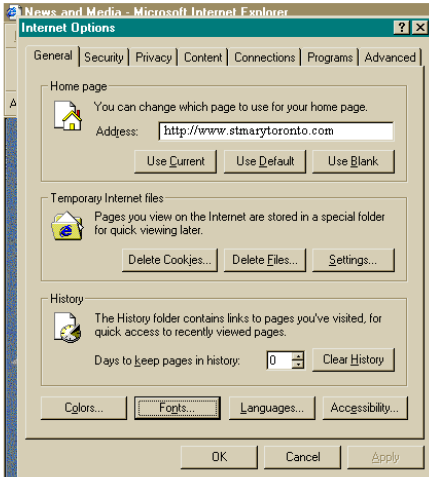 News and Media - Microsoft Internet Explorer
Internet Options
General Security Privacy Content Connections Programs Advanced
Home page
You can change which page to use for your home page.
Address: http://www.stmarytoronto.com
Use Current Use Default Use Blank
Temporary Internet files
Pages you view on the Internet are stored in a special folder
for quick viewing later.
Delete Cookies... Delete Files... Settings...
History
The History folder contains links to pages you've visited, for
quick access to recently viewed pages.
Days to keep pages in history: 0 Clear History
Colors... Fonts... Languages... Accessibility...
OK Cancel Apply